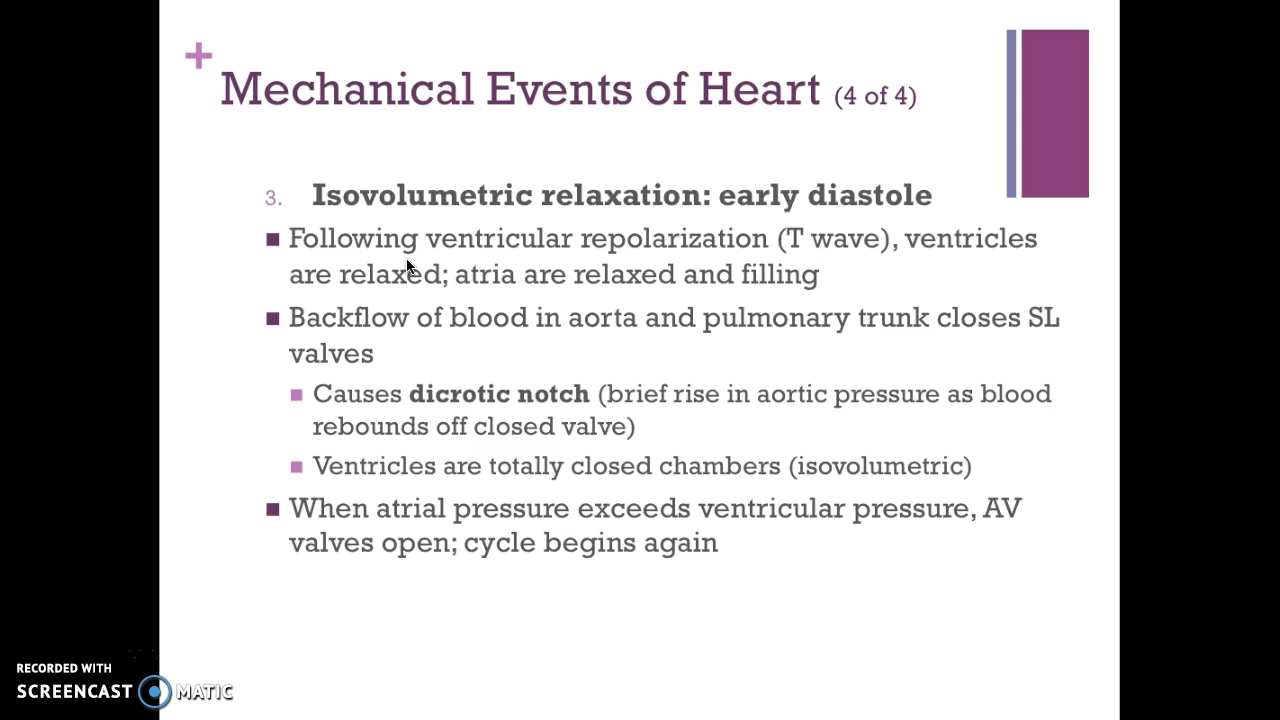 +
Mechanical Events of Heart (4 of 4)
3. Isovolumetric relaxation: early diastole
Following ventricular repolarization (T wave), ventricles
are relaxed; atria are relaxed and filling
Backflow of blood in aorta and pulmonary trunk closes SL
valves
Causes dicrotic notch (brief rise in aortic pressure as blood
rebounds off closed valve)
Ventricles are totally closed chambers (isovolumetric)
When atrial pressure exceeds ventricular pressure, AV
valves open; cycle begins again
RECORDED WITH
SCREENCAST MATIC